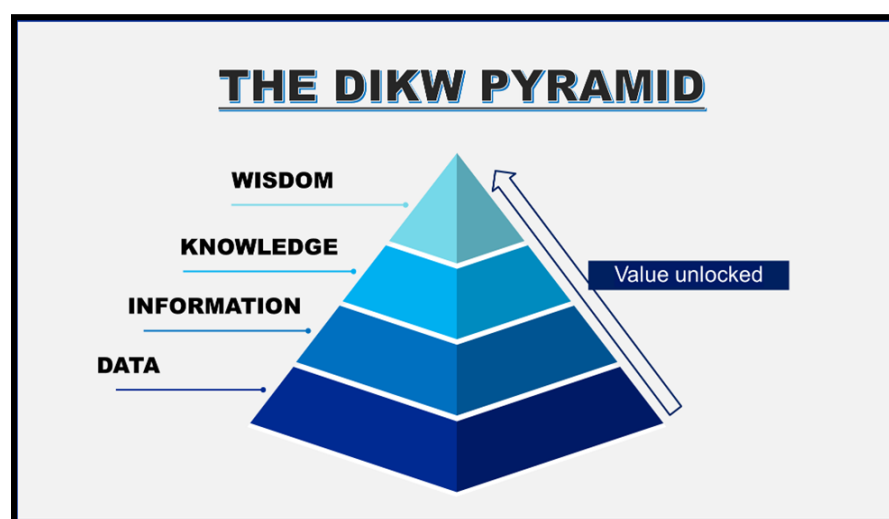 THE DIKW PYRAMID
WISDOM
KNOWLEDGE
Value unlocked
INFORMATION
DATA